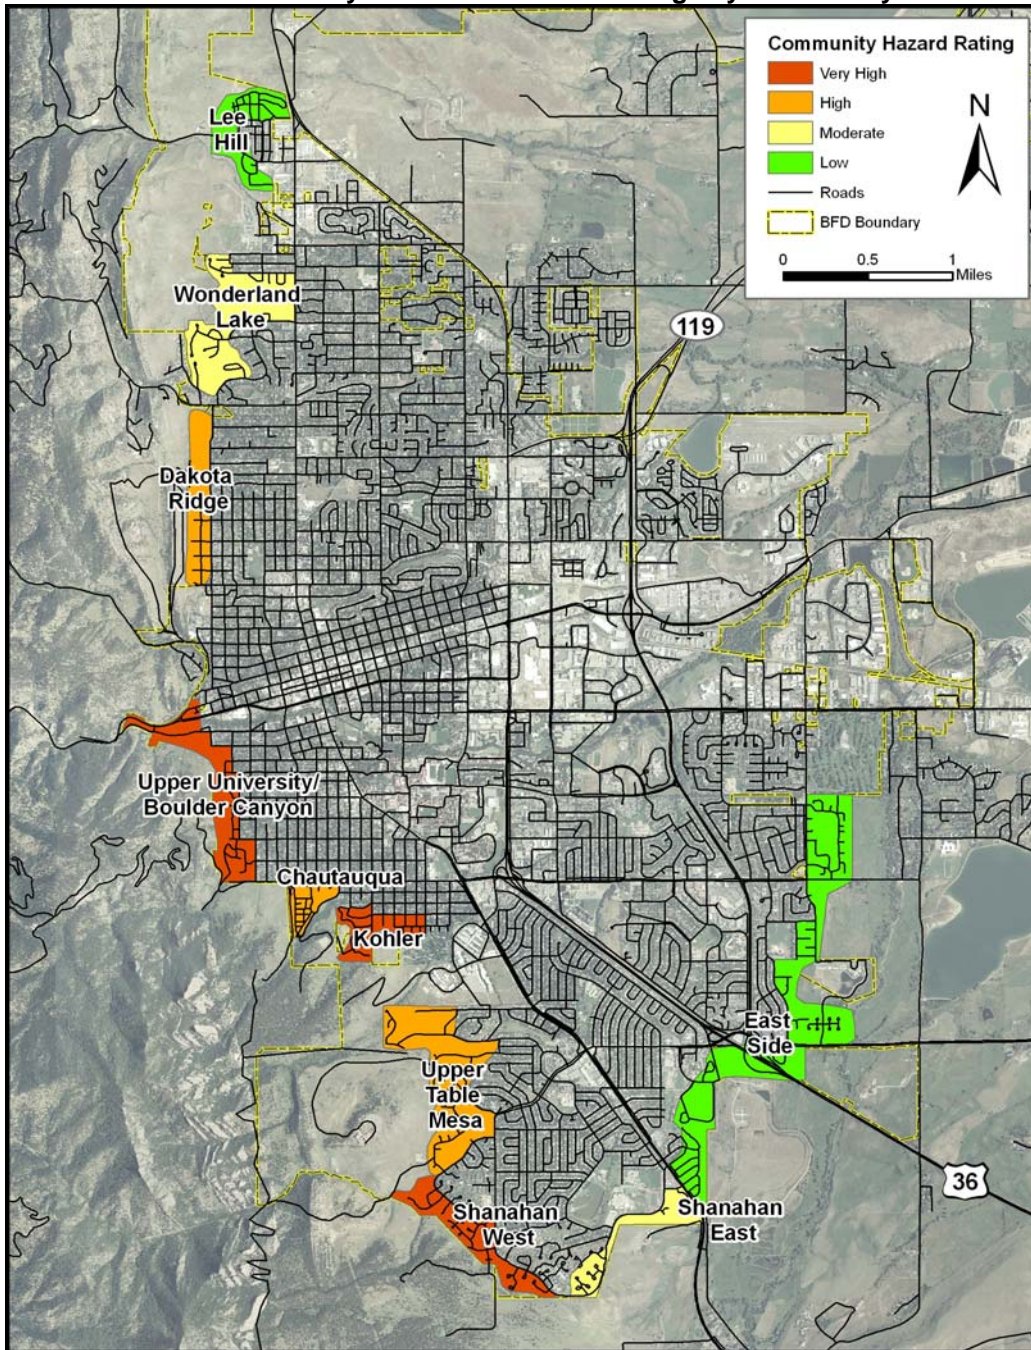 Community Hazard Rating
Very High
High
Moderate
Low
Roads
BFD Boundary
N
0 0.5 1
Miles
Lee
Hill
Wonderland
Lake
119
Dakota
Ridge
Upper University/
Boulder Canyon
Chautauqua
Kohler
East
Side
Upper
Table
Mesa
36
Shanahan
West
Shanahan
East